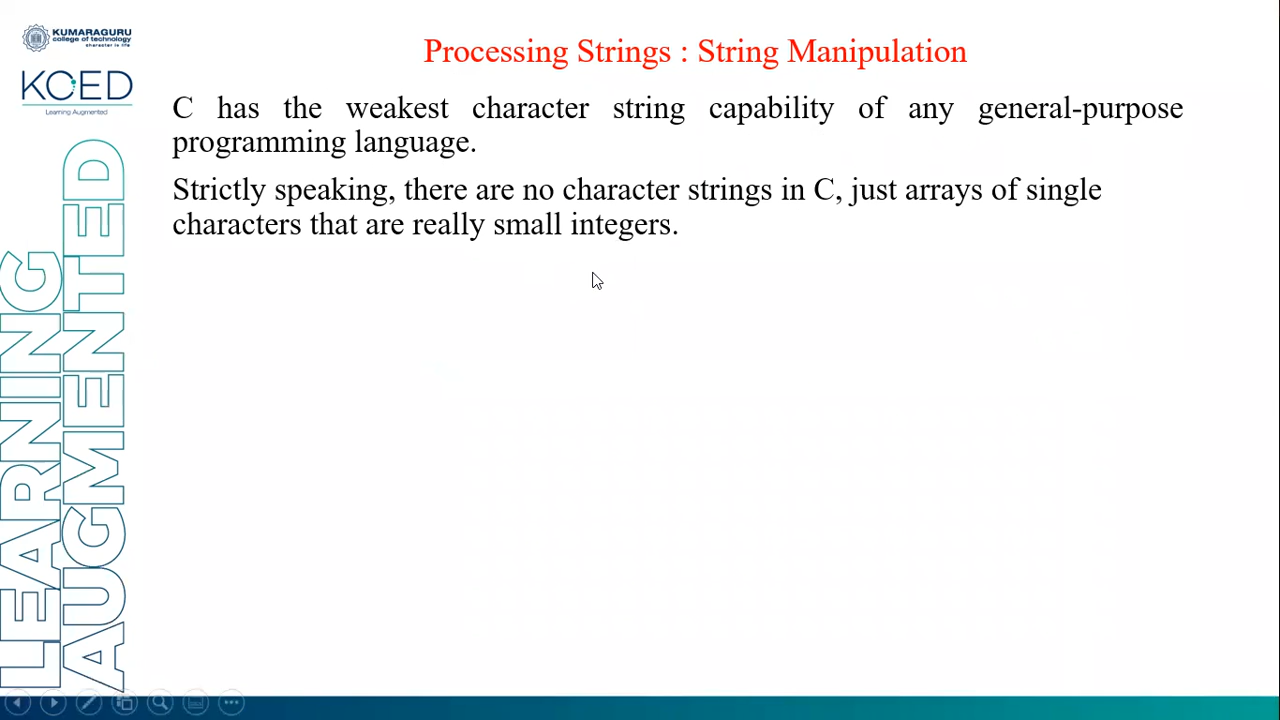 KUMARAGURU
college of technology
character is life
KCED
Learning Augmented
LEARNING
AUGMENTED
Processing Strings : String Manipulation
C has the weakest character string capability of any general-purpose
programming language.
Strictly speaking, there are no character strings in C, just arrays of single
characters that are really small integers.